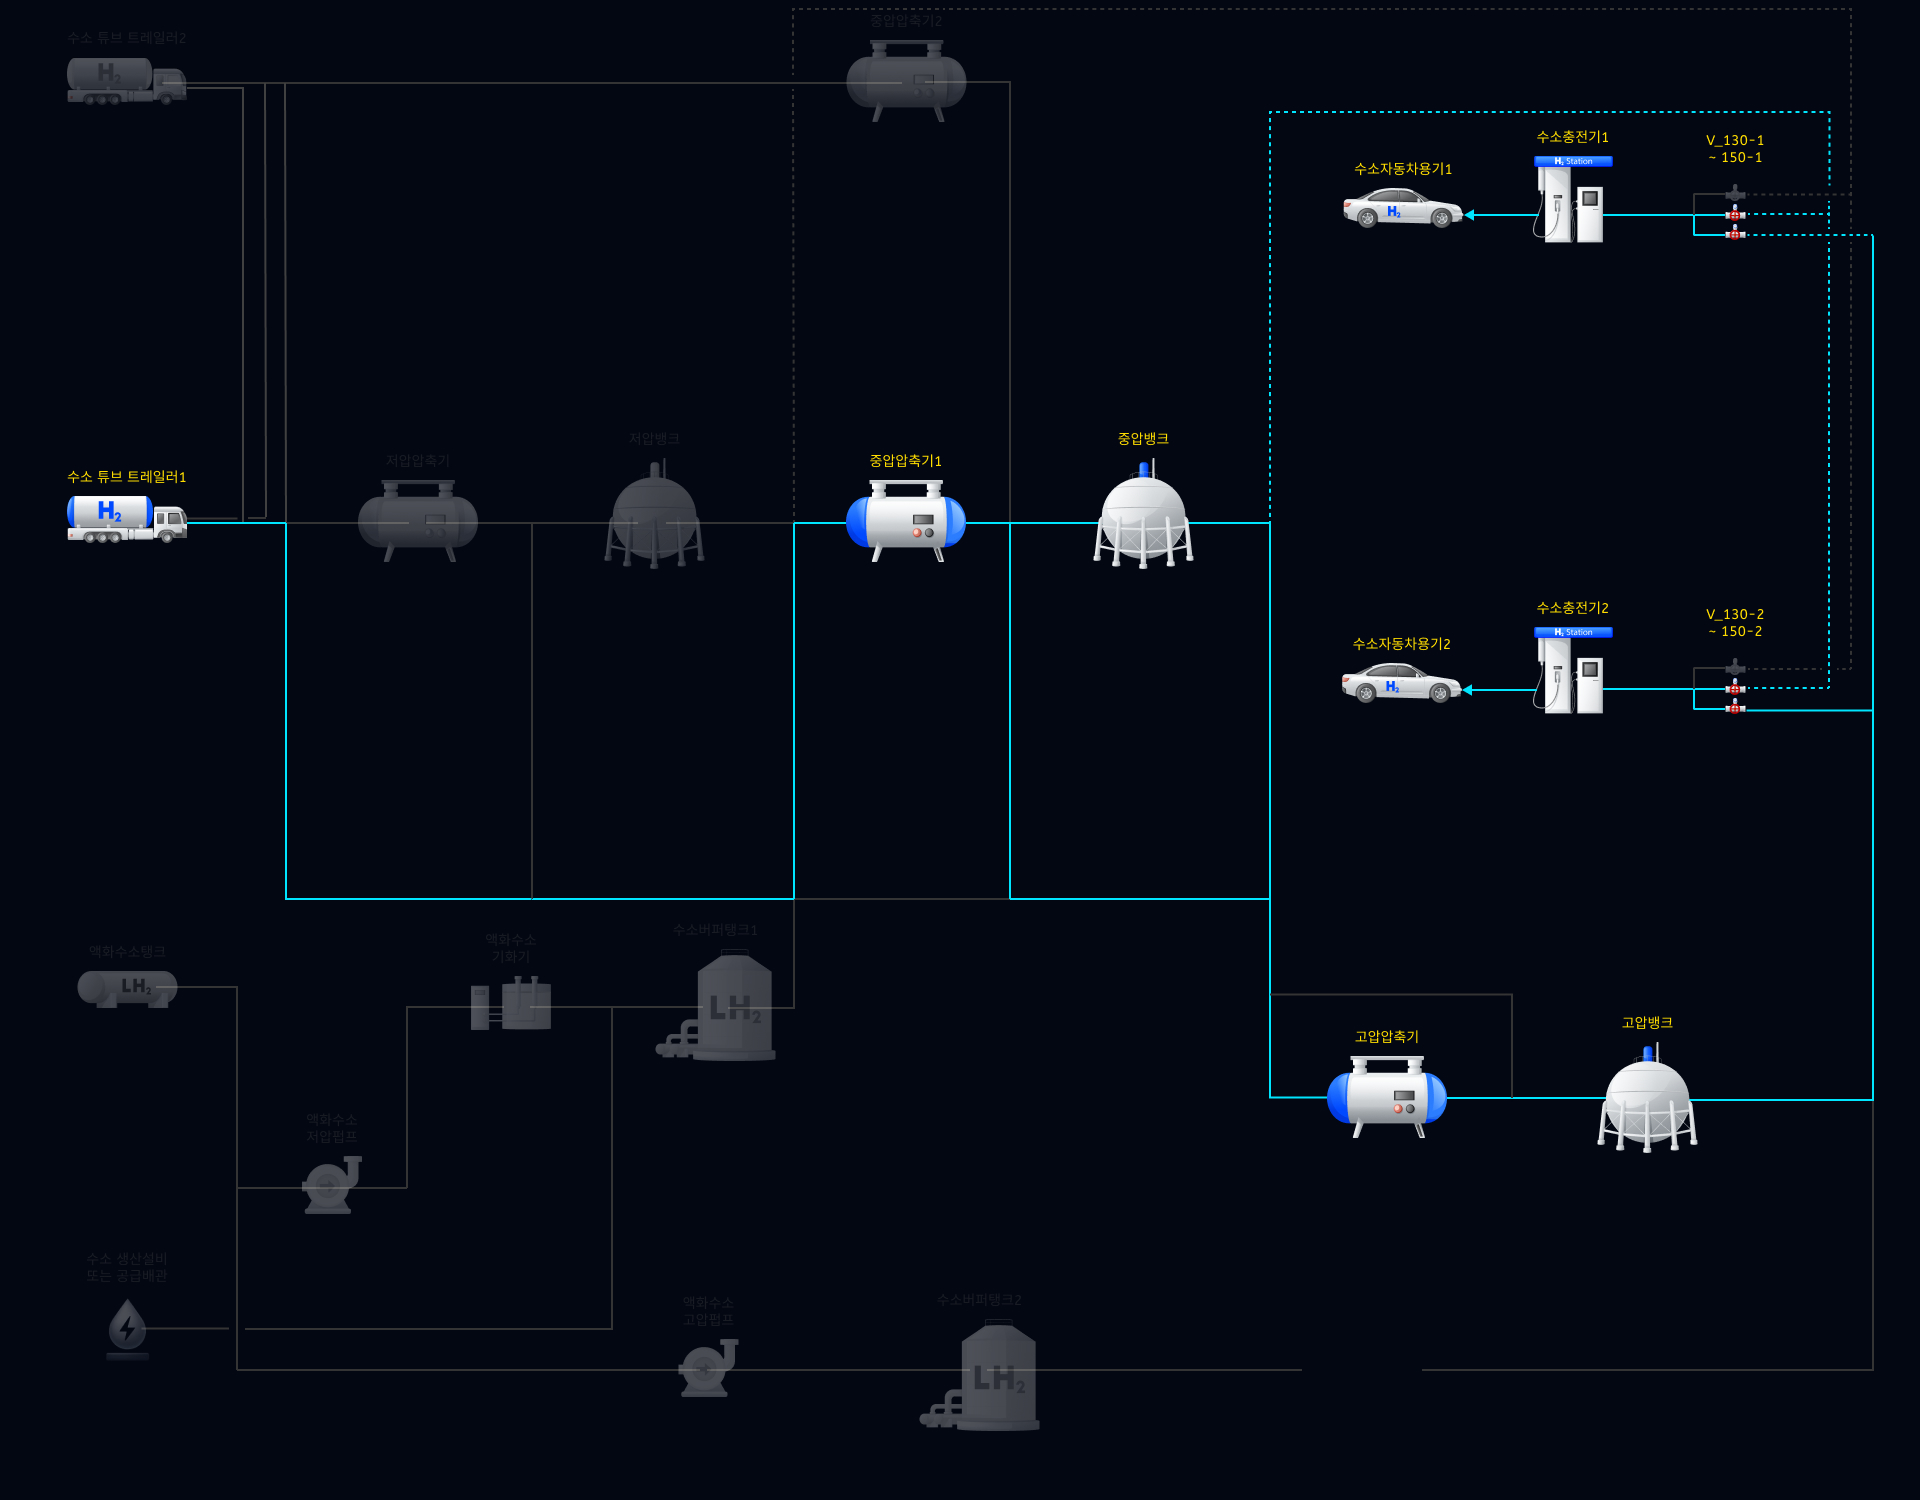 수소 튜브 트레일러2
H2
중압압축기2
수소충전기1
H2 Station
V_130-1
~ 150-1
수소자동차용기1
H2
저압뱅크
중압뱅크
저압압축기
중압압축기1
수소 튜브 트레일러1
H2
수소충전기2
H2 Station
V_130-2
~ 150-2
수소자동차용기2
H2
수소버퍼탱크1
LH2
액화수소
기화기
액화수소탱크
LH2
고압뱅크
고압압축기
액화수소
저압펌프
수소 생산설비
또는 공급배관
액화수소
고압펌프
수소버퍼탱크2
LH2